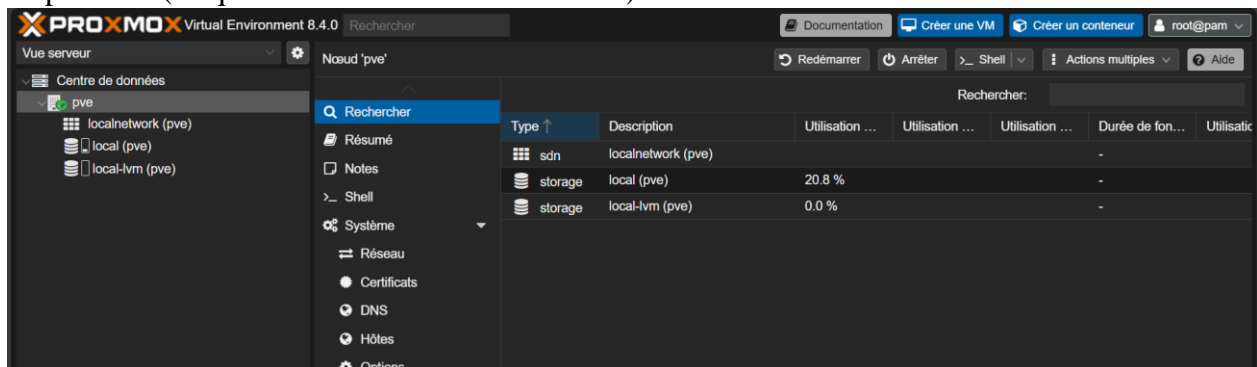 PROXMOX Virtual Environment 8.4.0 Rechercher Documentation Créer une VM Créer un conteneur root@pam
Vue serveur
Nœud 'pve' Redémarrer Arrêter Shell Actions multiples Aide
Centre de données
pve
localnetwork (pve)
local (pve)
local-lvm (pve)
Rechercher
Résumé
Notes
>_ Shell
Système
Réseau
Certificats
DNS
Hôtes
Options
Rechercher:
Type Description Utilisation ... Utilisation ... Utilisation ... Durée de fon... Utilisatic
sdn localnetwork (pve) -
storage local (pve) 20.8 % -
storage local-lvm (pve) 0.0 % -